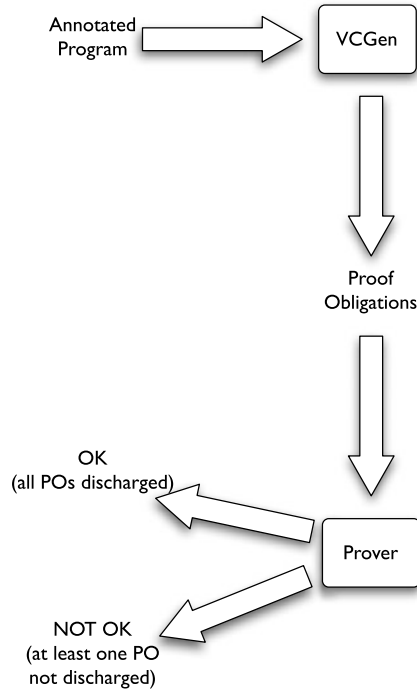 Annotated
Program
VCGen
Proof
Obligations
OK
(all POs discharged)
Prover
NOT OK
(at least one PO
not discharged)